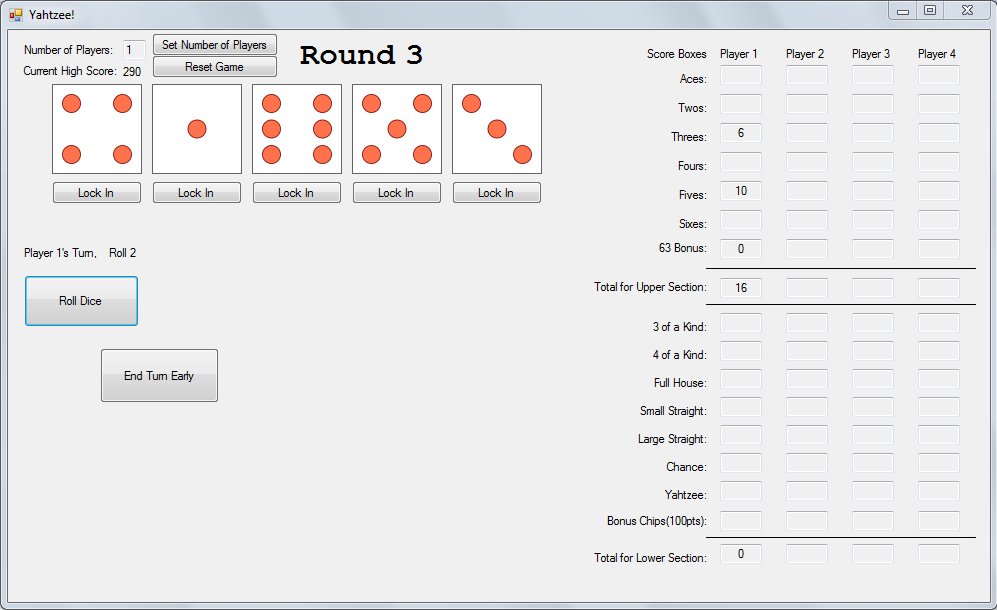 Yahtzee!
Number of Players: 1 Set Number of Players
Current High Score: 290 Reset Game
Round 3
Lock In Lock In Lock In Lock In Lock In
Player 1's Turn, Roll 2
Roll Dice
End Turn Early
Score Boxes Player 1 Player 2 Player 3 Player 4
Aces:
Twos:
Threes: 6
Fours:
Fives: 10
Sixes:
63 Bonus: 0
Total for Upper Section: 16
3 of a Kind:
4 of a Kind:
Full House:
Small Straight:
Large Straight:
Chance:
Yahtzee:
Bonus Chips(100pts):
Total for Lower Section: 0